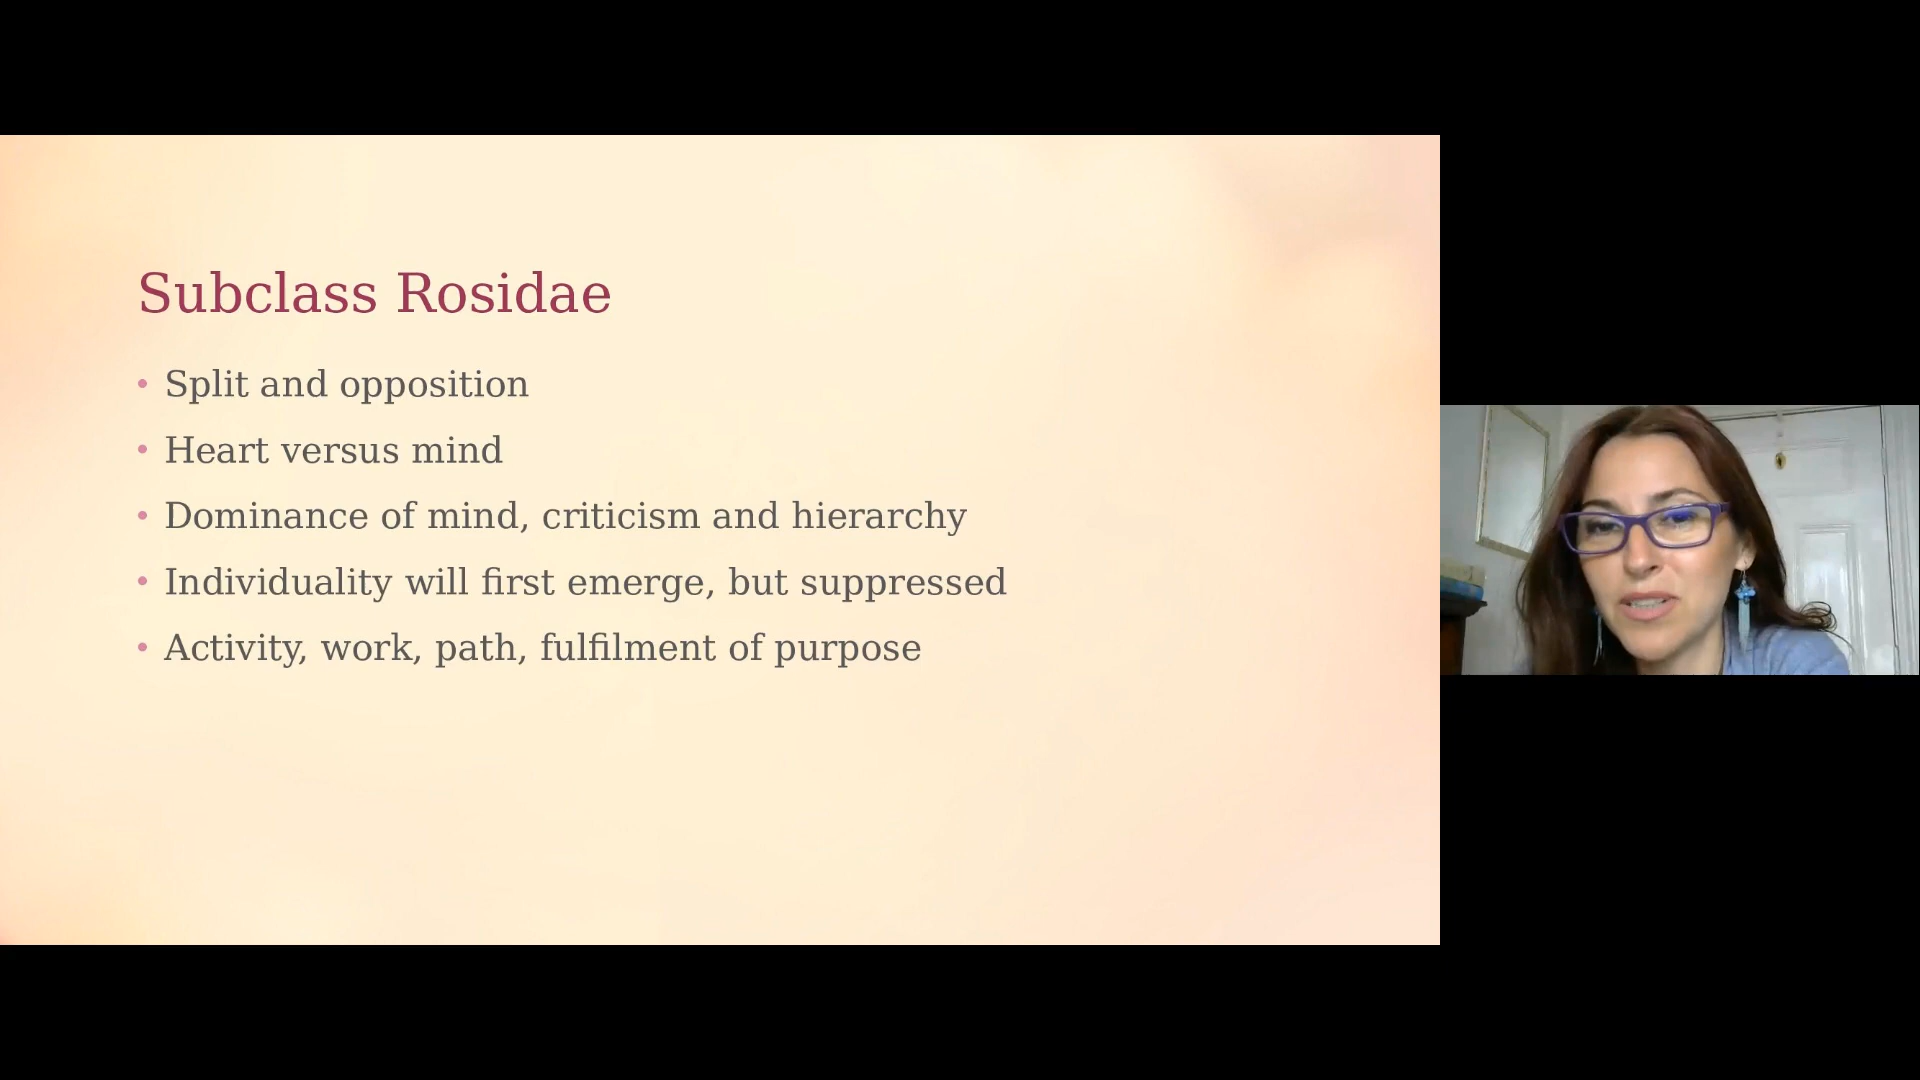 Subclass Rosidae
• Split and opposition
• Heart versus mind
• Dominance of mind, criticism and hierarchy
• Individuality will first emerge, but suppressed
• Activity, work, path, fulfilment of purpose